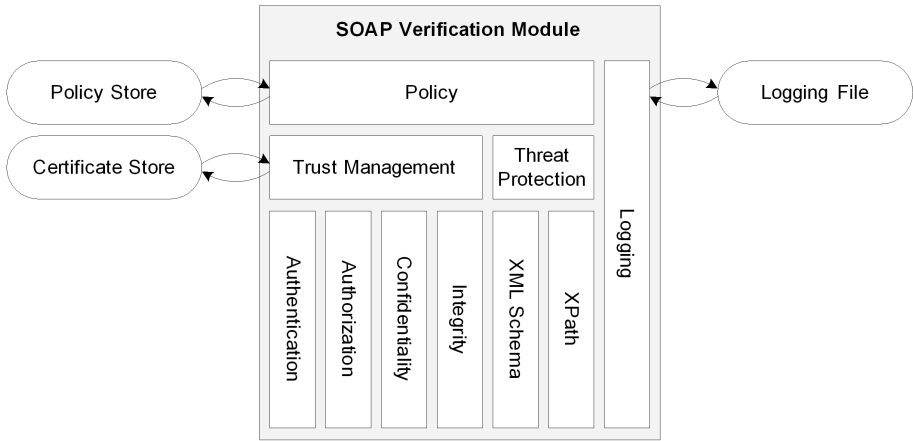 SOAP Verification Module
Policy Store
Policy
Logging File
Certificate Store
Trust Management
Threat
Protection
Logging
Authentication
Authorization
Confidentiality
Integrity
XML Schema
XPath